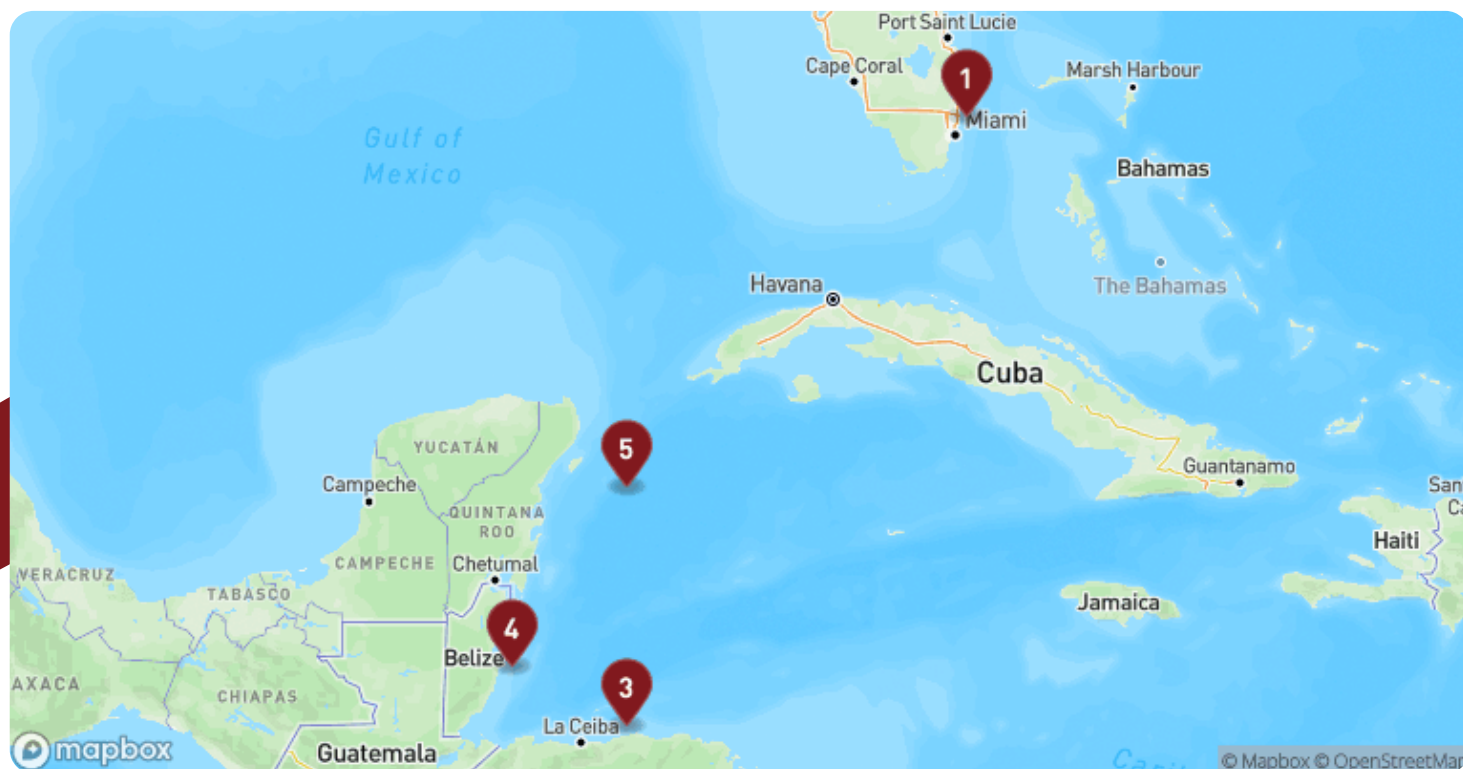 Port Saint Lucie
Cape Coral
1
Marsh Harbour
Miami
Gulf of
Mexico
Bahamas
Havana
The Bahamas
Cuba
5
YUCATÁN
Campeche
Guantanamo
QUINTANA
ROO
Haiti
CAMPECHE
Chetumal
VERACRUZ
TABASCO
Jamaica
4
Belize
3
CHIAPAS
La Ceiba
Guatemala
mapbox
© Mapbox © OpenStreetMap